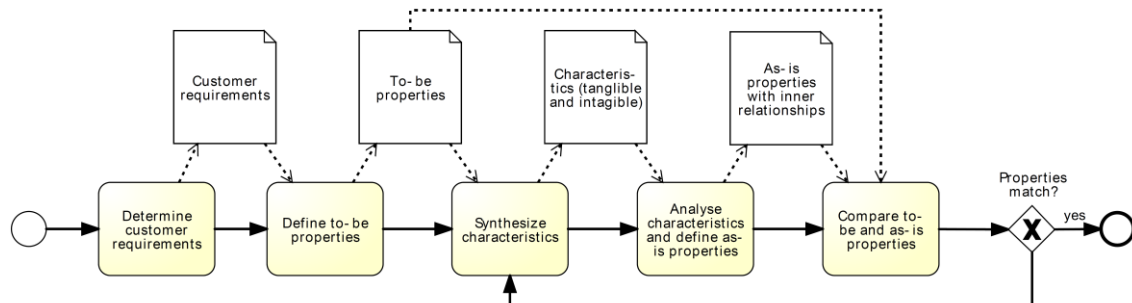 Customer
requirements
To- be
properties
Characteris-
tics (tanglible
and intagible)
As- is
properties
with inner
relationships
Properties
match?
Determine
customer
requirements
Define to- be
properties
Synthesize
characteristics
Analyse
characteristics
and define as-
is properties
Compare to-
be and as- is
properties
X
yes